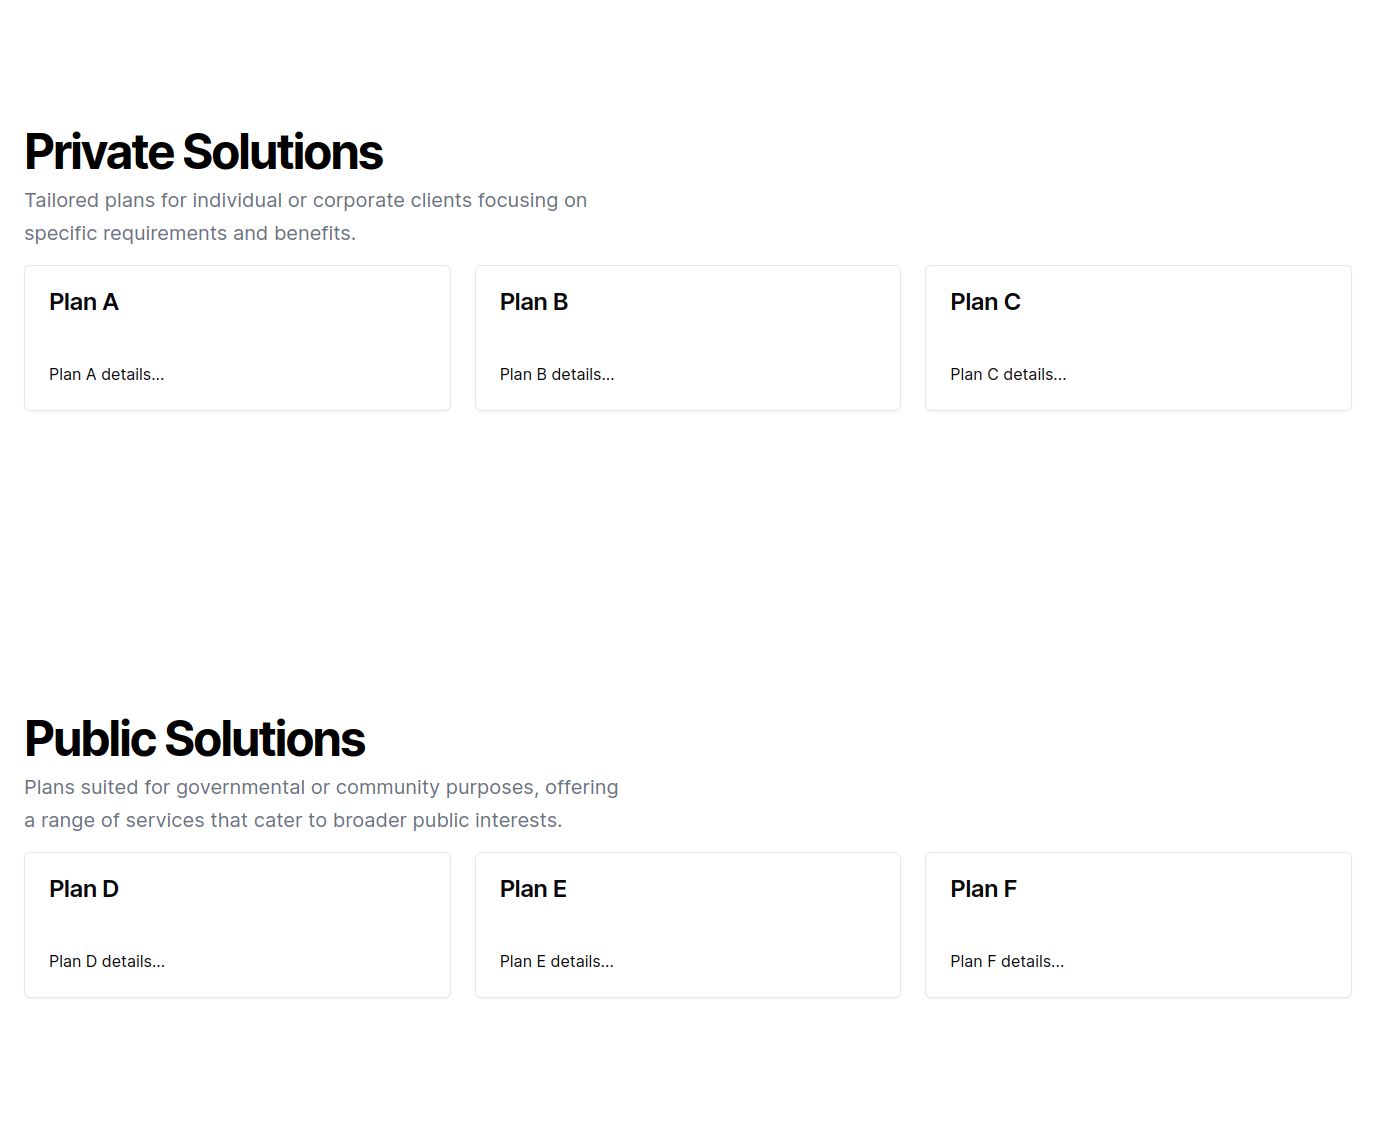 Private Solutions
Tailored plans for individual or corporate clients focusing on
specific requirements and benefits.
Plan A
Plan B
Plan C
Plan A details...
Plan B details...
Plan C details...
Public Solutions
Plans suited for governmental or community purposes, offering
a range of services that cater to broader public interests.
Plan D
Plan E
Plan F
Plan D details...
Plan E details...
Plan F details...